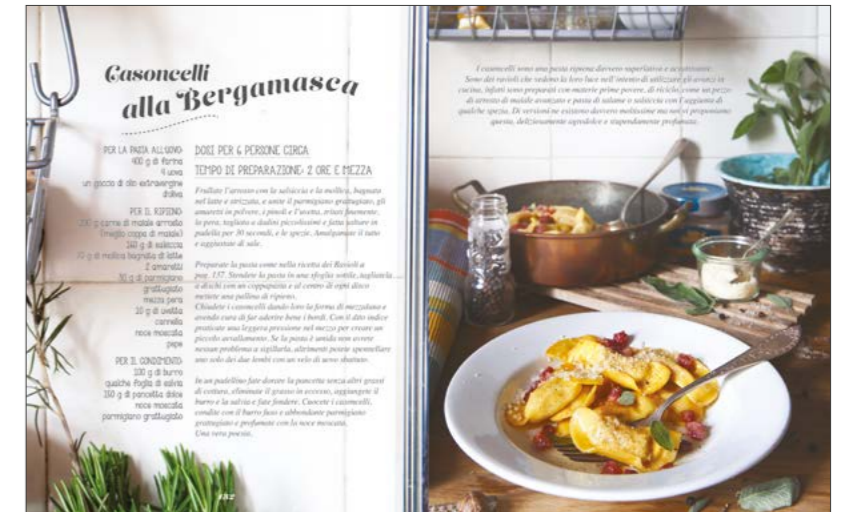 Casoncelli
alla Bergamasca
PER LA PASTA ALL'UOVO:
400 g di farina
4 uova
un goccio di olio extravergine
d'oliva
PER IL RIPIENO:
g carne di maiale arrosto
(meglio coppa di maiale)
160 g di salsiccia
g di mollica bagnata di latte
2 amaretti
50 g di parmigiano
grattugiato
mezza pera
20 g di uvetta
cannella
noce moscata
pepe
PER IL CONDIMENTO:
100 g di burro
qualche foglia di salvia
150 g di pancetta dolce
noce moscata
parmigiano grattugiato
DOSI PER 6 PERSONE CIRCA
TEMPO DI PREPARAZIONE: 2 ORE E MEZZA
Frullate l'arrosto con la salsiccia e la mollica, bagnata
nel latte e strizzata, e unite il parmigiano grattugiato, gli
amaretti in polvere, i pinoli e l'uvetta, tritati finemente,
la pera, tagliata a dadini piccolissimi e fatta saltare in
padella per 30 secondi, e le spezie. Amalgamate il tutto
e aggiustate di sale.
Preparate la pasta come nella ricetta dei Ravioli a
pag. 137. Stendete la pasta in una sfoglia sottile, tagliatela
a dischi con un coppapasta e al centro di ogni disco
mettete una pallina di ripieno.
Chiudete i casoncelli dando loro la forma di mezzaluna e
avendo cura di far aderire bene i bordi. Con il dito indice
praticate una leggera pressione nel mezzo per creare un
piccolo avvallamento. Se la pasta è umida non avrete
nessun problema a sigillarla, altrimenti potete spennellare
uno solo dei due lembi con un velo di uovo sbattuto.
In un padellino fate dorare la pancetta senza altri grassi
di cottura, eliminate il grasso in eccesso, aggiungete il
burro e la salvia e fate fondere. Cuocete i casoncelli,
condite con il burro fuso e abbondante parmigiano
grattugiato e profumate con la noce moscata.
Una vera poesia.
182
I casoncelli sono una pasta ripiena davvero superlativa e
Sono dei ravioli che vedono la loro luce nell'intento di utilizzare gli avanzi in
cucina, infatti sono preparati con materie prime povere, di riciclo, come un pezzo
di arrosto di maiale avanzato e pasta di salame o salsiccia con l'aggiunta di
qualche spezia. Di versioni ne esistono davvero moltissime ma noi vi proponiamo
questa, deliziosamente agrodolce e stupendamente profumata.